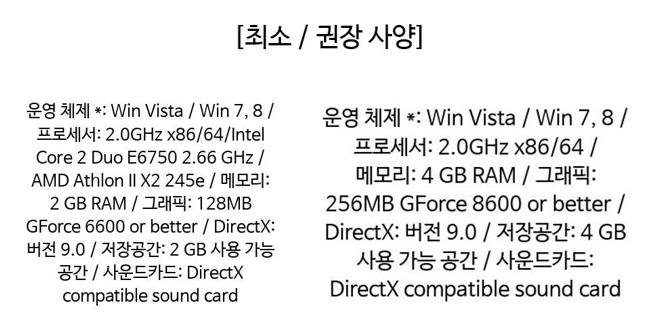 [최소 / 권장 사양]
운영 체제 *: Win Vista / Win 7, 8 /
프로세서: 2.0GHz x86/64/Intel
Core 2 Duo E6750 2.66 GHz /
AMD Athlon II X2 245e / 메모리:
2 GB RAM / 그래픽: 128MB
GForce 6600 or better / DirectX:
버전 9.0 / 저장공간: 2 GB 사용 가능
공간 / 사운드카드: DirectX
compatible sound card
운영 체제 *: Win Vista / Win 7, 8 /
프로세서: 2.0GHz x86/64 /
메모리: 4 GB RAM / 그래픽:
256MB GForce 8600 or better /
DirectX: 버전 9.0 / 저장공간: 4 GB
사용 가능 공간 / 사운드카드:
DirectX compatible sound card